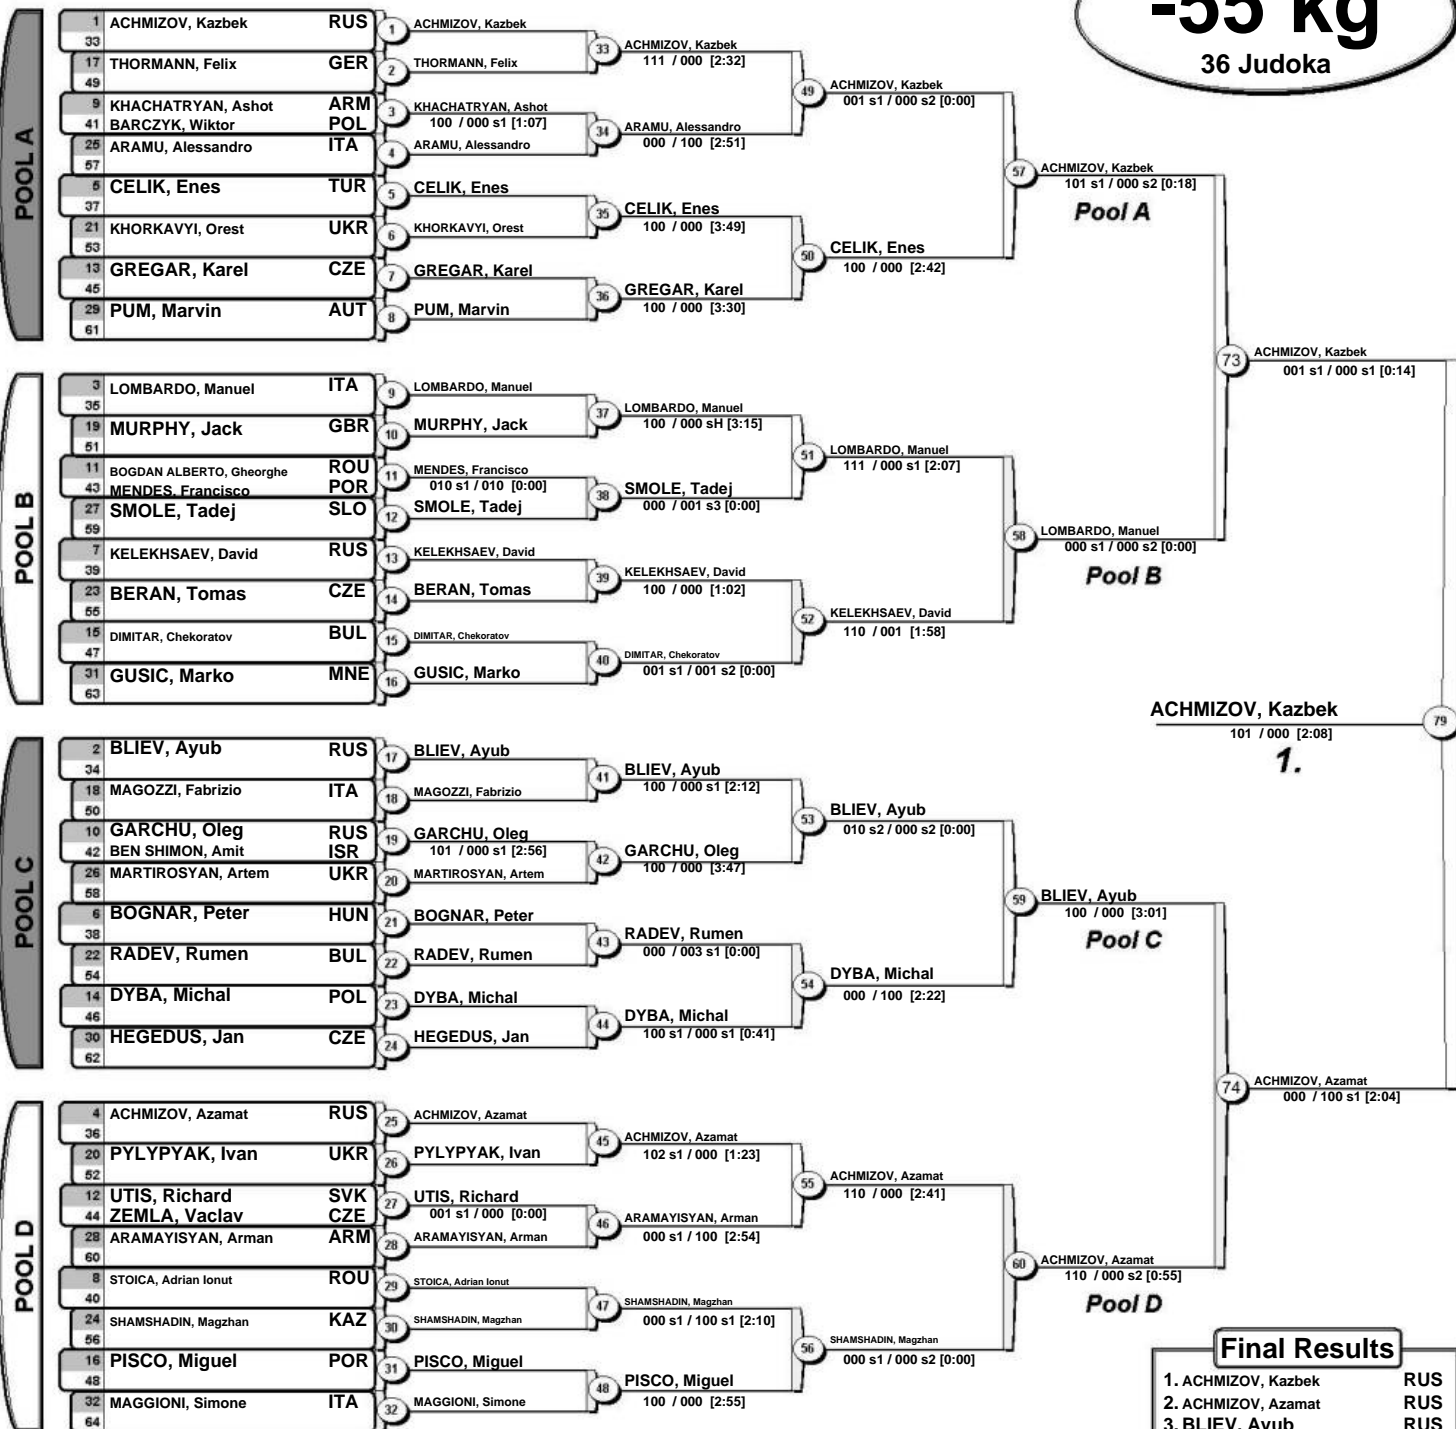 -55 kg
36 Judoka
POOL A
1 ACHMIZOV, Kazbek RUS
33
17 THORMANN, Felix GER
49
9 KHACHATRYAN, Ashot ARM
41 BARCZYK, Wiktor POL
25 ARAMU, Alessandro ITA
57
5 CELIK, Enes TUR
37
21 KHORKAVYI, Orest UKR
53
13 GREGAR, Karel CZE
45
29 PUM, Marvin AUT
61
1 ACHMIZOV, Kazbek
2 THORMANN, Felix
3 KHACHATRYAN, Ashot
100 / 000 s1 [1:07]
4 ARAMU, Alessandro
5 CELIK, Enes
6 KHORKAVYI, Orest
7 GREGAR, Karel
8 PUM, Marvin
33 ACHMIZOV, Kazbek
111 / 000 [2:32]
34 ARAMU, Alessandro
000 / 100 [2:51]
35 CELIK, Enes
100 / 000 [3:49]
36 GREGAR, Karel
100 / 000 [3:30]
49 ACHMIZOV, Kazbek
001 s1 / 000 s2 [0:00]
50 CELIK, Enes
100 / 000 [2:42]
57 ACHMIZOV, Kazbek
101 s1 / 000 s2 [0:18]
Pool A
POOL B
3 LOMBARDO, Manuel ITA
35
19 MURPHY, Jack GBR
51
11 BOGDAN ALBERTO, Gheorghe ROU
43 MENDES, Francisco POR
27 SMOLE, Tadej SLO
59
7 KELEKHSAEV, David RUS
39
23 BERAN, Tomas CZE
55
15 DIMITAR, Chekoratov BUL
47
31 GUSIC, Marko MNE
63
9 LOMBARDO, Manuel
10 MURPHY, Jack
11 MENDES, Francisco
010 s1 / 010 [0:00]
12 SMOLE, Tadej
13 KELEKHSAEV, David
14 BERAN, Tomas
15 DIMITAR, Chekoratov
16 GUSIC, Marko
37 LOMBARDO, Manuel
100 / 000 sH [3:15]
38 SMOLE, Tadej
000 / 001 s3 [0:00]
39 KELEKHSAEV, David
100 / 000 [1:02]
40 DIMITAR, Chekoratov
001 s1 / 001 s2 [0:00]
51 LOMBARDO, Manuel
111 / 000 s1 [2:07]
52 KELEKHSAEV, David
110 / 001 [1:58]
58 LOMBARDO, Manuel
000 s1 / 000 s2 [0:00]
Pool B
73 ACHMIZOV, Kazbek
001 s1 / 000 s1 [0:14]
ACHMIZOV, Kazbek 79
101 / 000 [2:08]
1.
POOL C
2 BLIEV, Ayub RUS
34
18 MAGOZZI, Fabrizio ITA
50
10 GARCHU, Oleg RUS
42 BEN SHIMON, Amit ISR
26 MARTIROSYAN, Artem UKR
58
6 BOGNAR, Peter HUN
38
22 RADEV, Rumen BUL
54
14 DYBA, Michal POL
46
30 HEGEDUS, Jan CZE
62
17 BLIEV, Ayub
18 MAGOZZI, Fabrizio
19 GARCHU, Oleg
101 / 000 s1 [2:56]
20 MARTIROSYAN, Artem
21 BOGNAR, Peter
22 RADEV, Rumen
23 DYBA, Michal
24 HEGEDUS, Jan
41 BLIEV, Ayub
100 / 000 s1 [2:12]
42 GARCHU, Oleg
100 / 000 [3:47]
43 RADEV, Rumen
000 / 003 s1 [0:00]
44 DYBA, Michal
100 s1 / 000 s1 [0:41]
53 BLIEV, Ayub
010 s2 / 000 s2 [0:00]
54 DYBA, Michal
000 / 100 [2:22]
59 BLIEV, Ayub
100 / 000 [3:01]
Pool C
POOL D
4 ACHMIZOV, Azamat RUS
36
20 PYLYPYAK, Ivan UKR
52
12 UTIS, Richard SVK
44 ZEMLA, Vaclav CZE
28 ARAMAYISYAN, Arman ARM
60
8 STOICA, Adrian Ionut ROU
40
24 SHAMSHADIN, Magzhan KAZ
56
16 PISCO, Miguel POR
48
32 MAGGIONI, Simone ITA
64
25 ACHMIZOV, Azamat
26 PYLYPYAK, Ivan
27 UTIS, Richard
001 s1 / 000 [0:00]
28 ARAMAYISYAN, Arman
29 STOICA, Adrian Ionut
30 SHAMSHADIN, Magzhan
31 PISCO, Miguel
32 MAGGIONI, Simone
45 ACHMIZOV, Azamat
102 s1 / 000 [1:23]
46 ARAMAYISYAN, Arman
000 s1 / 100 [2:54]
47 SHAMSHADIN, Magzhan
000 s1 / 100 s1 [2:10]
48 PISCO, Miguel
100 / 000 [2:55]
55 ACHMIZOV, Azamat
110 / 000 [2:41]
56 SHAMSHADIN, Magzhan
000 s1 / 000 s2 [0:00]
60 ACHMIZOV, Azamat
110 / 000 s2 [0:55]
Pool D
74 ACHMIZOV, Azamat
000 / 100 s1 [2:04]
Final Results
1. ACHMIZOV, Kazbek RUS
2. ACHMIZOV, Azamat RUS
3. BLIEV, Ayub RUS